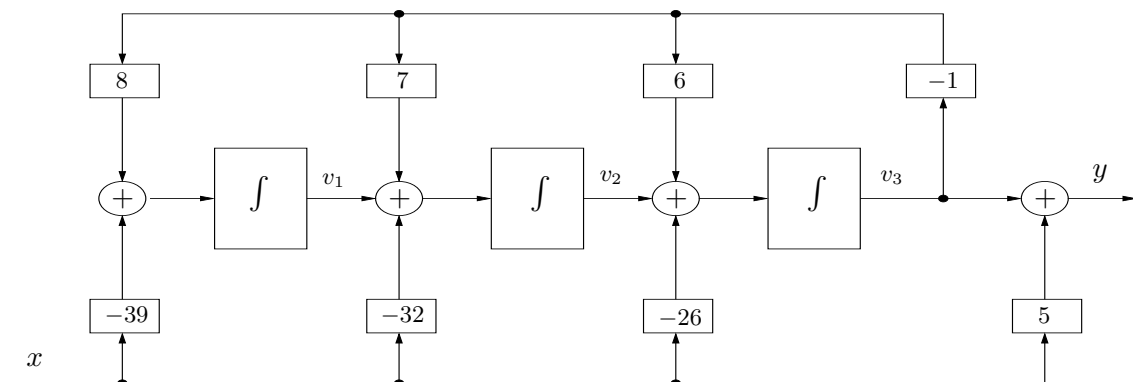 8 7 6 −1
+ ∫ v₁ + ∫ v₂ + ∫ v₃ + y
−39 −32 −26 5
x